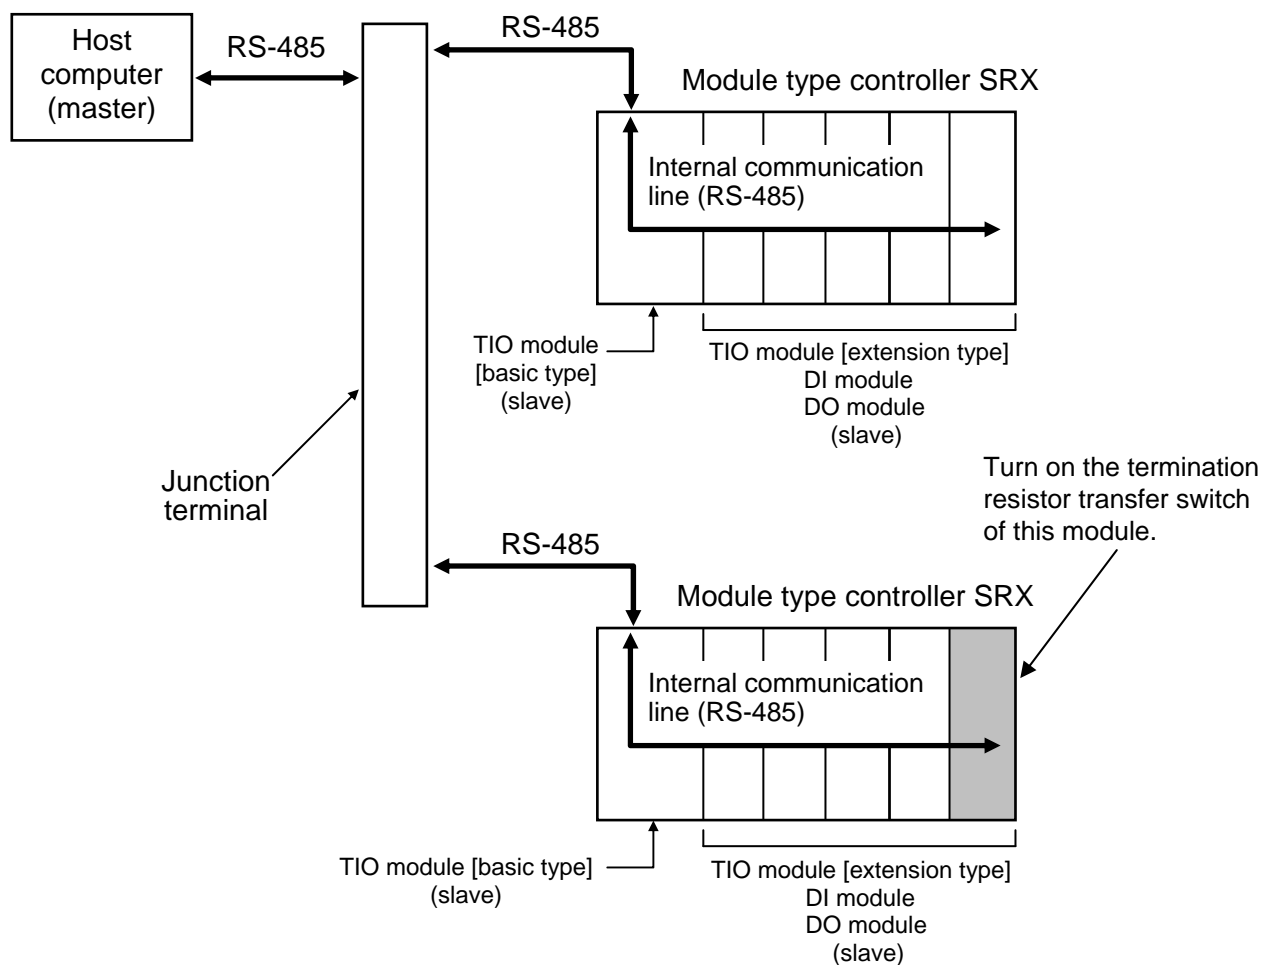 Host
computer
(master)
RS-485
RS-485
Module type controller SRX
Internal communication
line (RS-485)
TIO module
[basic type]
(slave)
TIO module [extension type]
DI module
DO module
(slave)
Junction
terminal
Turn on the termination
resistor transfer switch
of this module.
RS-485
Module type controller SRX
Internal communication
line (RS-485)
TIO module [basic type]
(slave)
TIO module [extension type]
DI module
DO module
(slave)